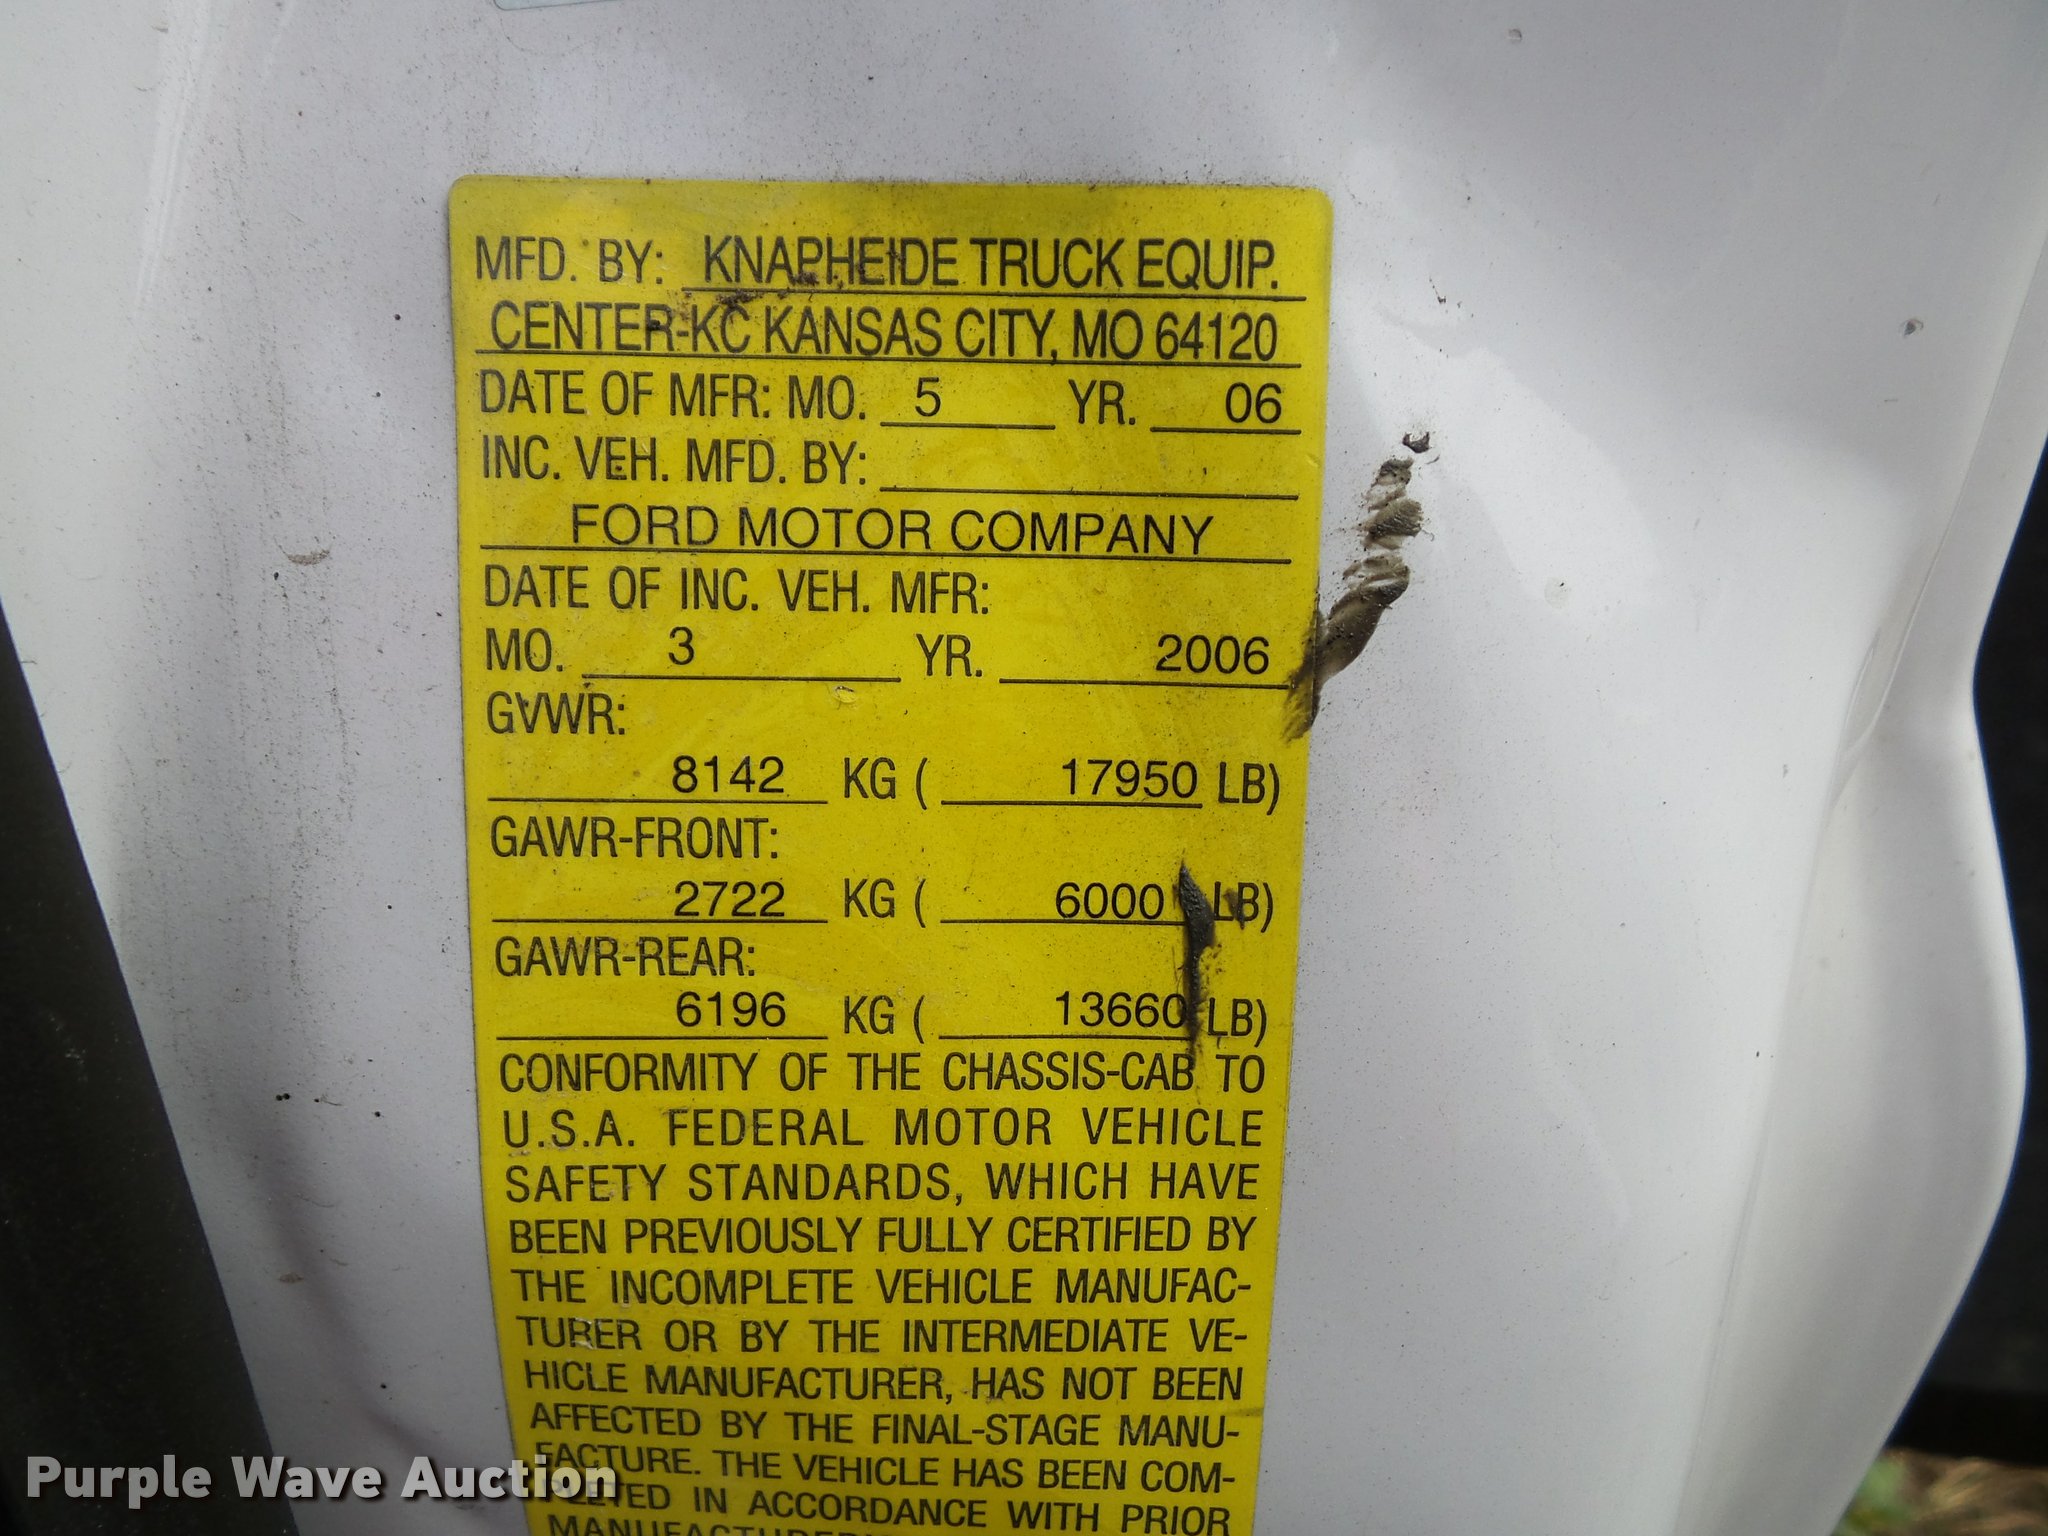 MFD. BY: KNAPHEIDE TRUCK EQUIP.
CENTER-KC KANSAS CITY, MO 64120
DATE OF MFR: MO. 5 YR. 06
INC. VEH. MFD. BY:
FORD MOTOR COMPANY
DATE OF INC. VEH. MFR:
MO. 3 YR. 2006
GVWR:
8142 KG ( 17950 LB)
GAWR-FRONT:
2722 KG ( 6000 LB)
GAWR-REAR:
6196 KG ( 13660 LB)
CONFORMITY OF THE CHASSIS-CAB TO
U.S.A. FEDERAL MOTOR VEHICLE
SAFETY STANDARDS, WHICH HAVE
BEEN PREVIOUSLY FULLY CERTIFIED BY
THE INCOMPLETE VEHICLE MANUFAC-
TURER OR BY THE INTERMEDIATE VE-
HICLE MANUFACTURER, HAS NOT BEEN
AFFECTED BY THE FINAL-STAGE MANU-
FACTURE. THE VEHICLE HAS BEEN COM-
PLETED IN ACCORDANCE WITH PRIOR
Purple Wave Auction